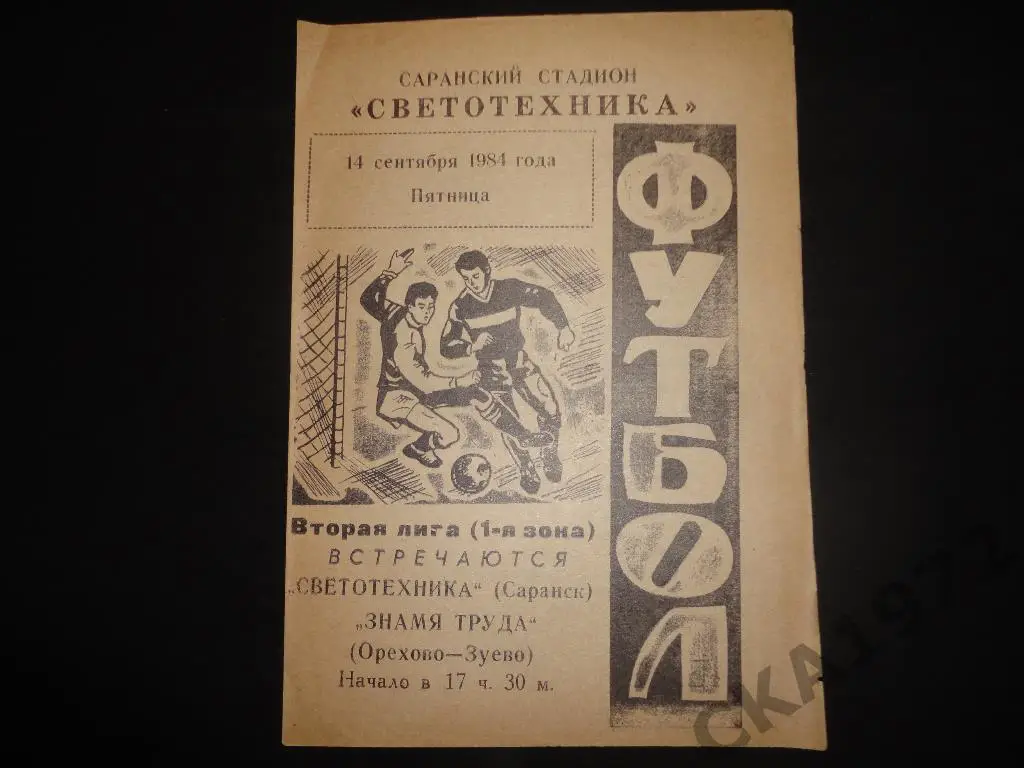 САРАНСКИЙ СТАДИОН
«СВЕТОТЕХНИКА»
14 сентября 1984 года
Пятница
ФУТБОЛ
Вторая лига (1-я зона)
ВСТРЕЧАЮТСЯ
„СВЕТОТЕХНИКА" (Саранск)
„ЗНАМЯ ТРУДА"
(Орехово—Зуево)
Начало в 17 ч. 30 м.
СКА1972